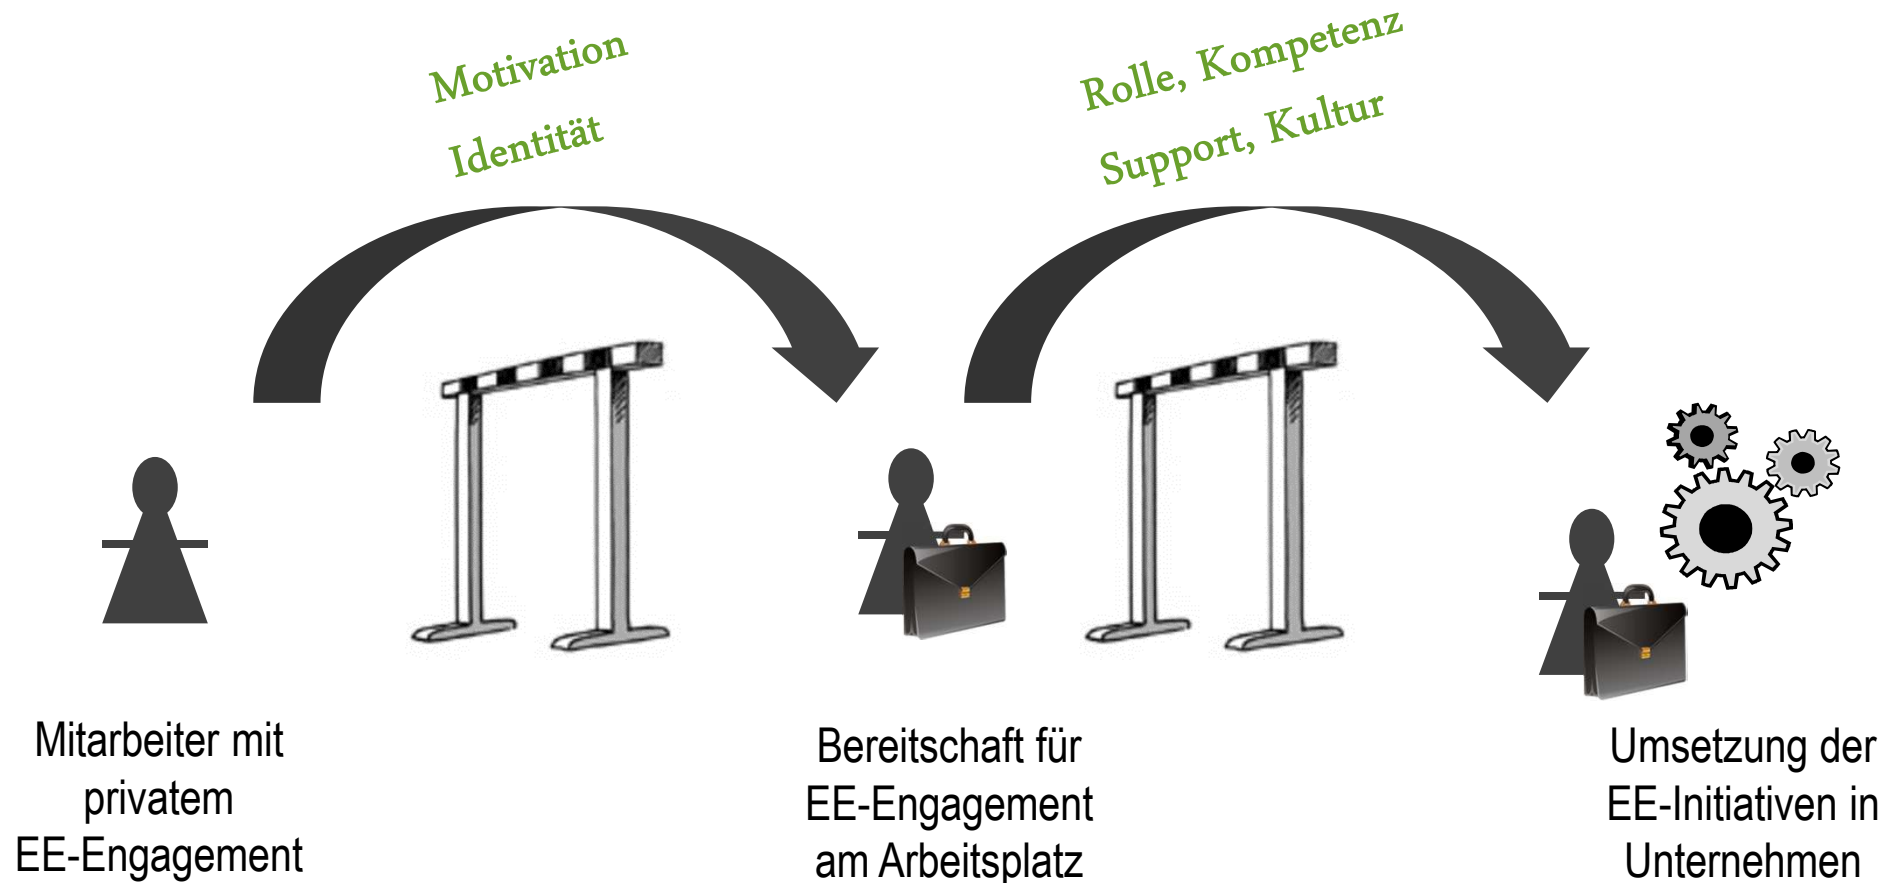 Motivation
Identität
Rolle, Kompetenz
Support, Kultur
Mitarbeiter mit
privatem
EE-Engagement
Bereitschaft für
EE-Engagement
am Arbeitsplatz
Umsetzung der
EE-Initiativen in
Unternehmen